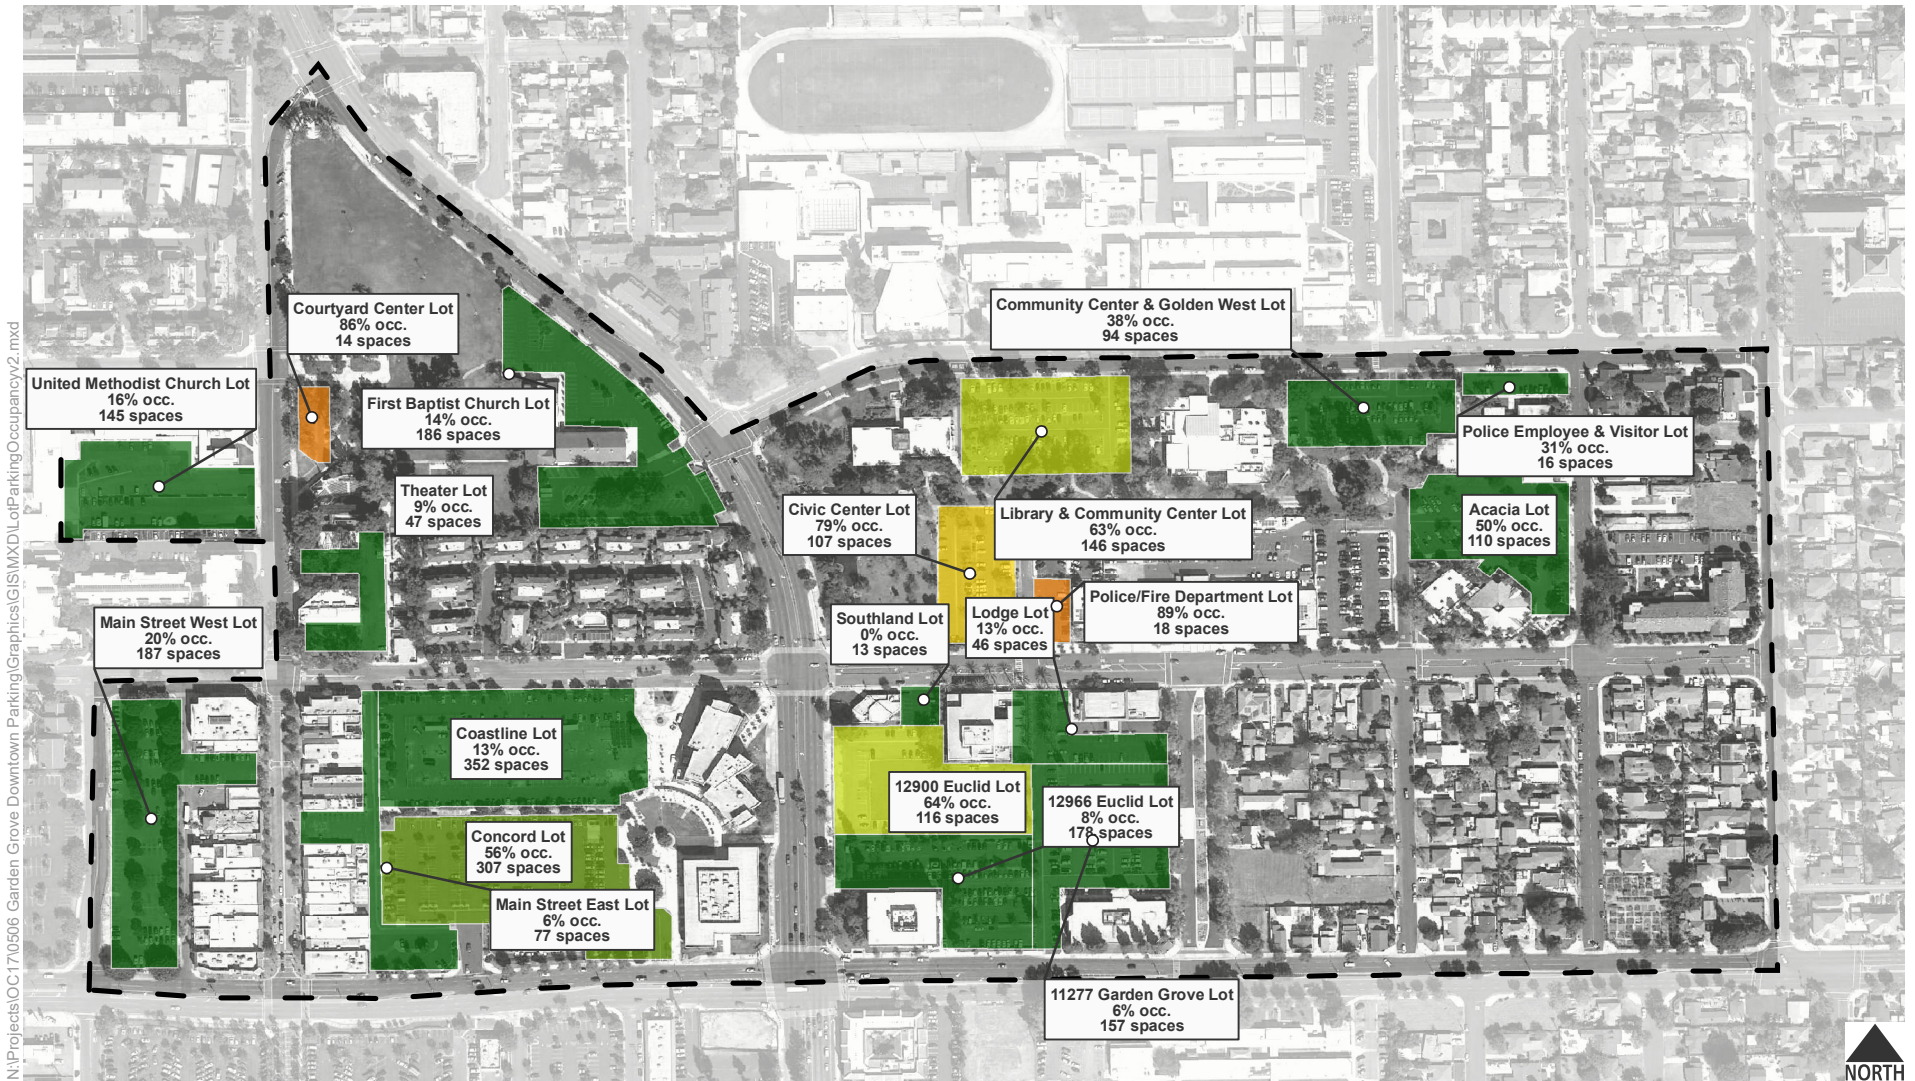 Courtyard Center Lot
86% occ.
14 spaces
Community Center & Golden West Lot
38% occ.
94 spaces
United Methodist Church Lot
16% occ.
145 spaces
First Baptist Church Lot
14% occ.
186 spaces
Police Employee & Visitor Lot
31% occ.
16 spaces
Theater Lot
9% occ.
47 spaces
Civic Center Lot
79% occ.
107 spaces
Library & Community Center Lot
63% occ.
146 spaces
Acacia Lot
50% occ.
110 spaces
Main Street West Lot
20% occ.
187 spaces
Southland Lot
0% occ.
13 spaces
Lodge Lot
13% occ.
46 spaces
Police/Fire Department Lot
89% occ.
18 spaces
Coastline Lot
13% occ.
352 spaces
12900 Euclid Lot
64% occ.
116 spaces
12966 Euclid Lot
8% occ.
178 spaces
Concord Lot
56% occ.
307 spaces
Main Street East Lot
6% occ.
77 spaces
11277 Garden Grove Lot
6% occ.
157 spaces
NORTH
N:\Projects\OC170506 Garden Grove Downtown Parking\Graphics\GIS\MXD\LotParkingOccupancyv2.mxd